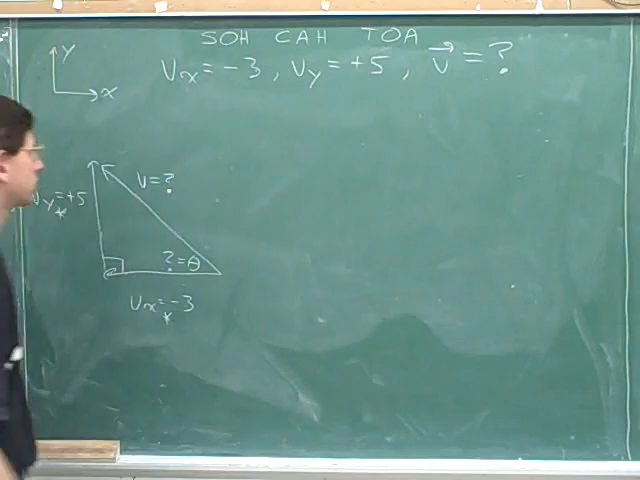 SOH CAH TOA
Vx = -3, Vy = +5, V⃗ = ?
Y
x
V = ?
Vy = +5
*
? = θ
Vx = -3
*